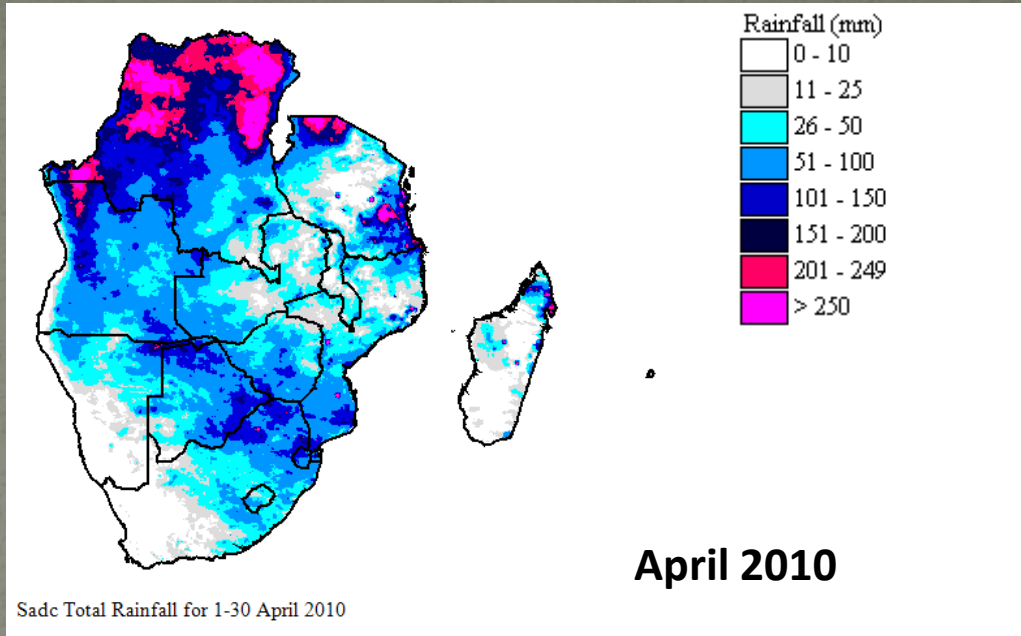 Rainfall (mm)
0 - 10
11 - 25
26 - 50
51 - 100
101 - 150
151 - 200
201 - 249
> 250
April 2010
Sadc Total Rainfall for 1-30 April 2010